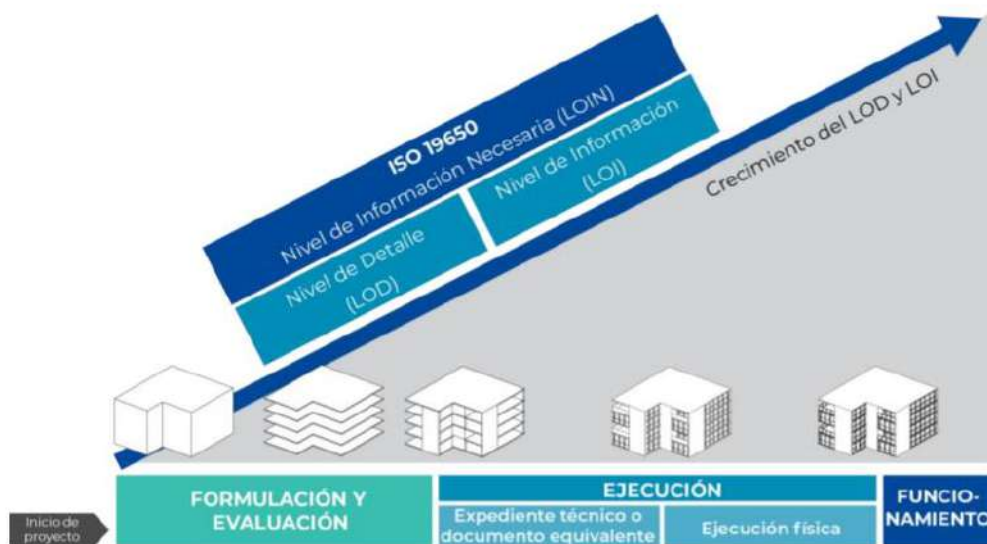 ISO 19650
Nivel de Información Necesaria (LOIN)
Nivel de Detalle
(LOD)
Nivel de Información
(LOI)
Crecimiento del LOD y LOI
Inicio de
proyecto
FORMULACIÓN Y
EVALUACIÓN
EJECUCIÓN
Expediente técnico o
documento equivalente
Ejecución física
FUNCIO-
NAMIENTO